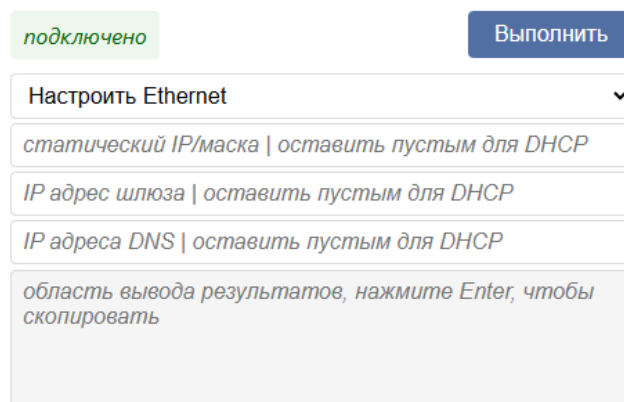 подключено
Выполнить
Настроить Ethernet
статический IP/маска | оставить пустым для DHCP
IP адрес шлюза | оставить пустым для DHCP
IP адреса DNS | оставить пустым для DHCP
область вывода результатов, нажмите Enter, чтобы
скопировать